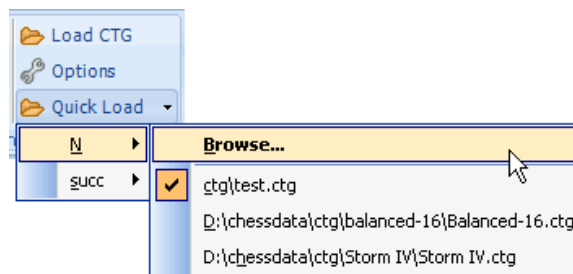 Load CTG
Options
Quick Load
N
Browse...
succ
ctg\test.ctg
D:\chessdata\ctg\balanced-16\Balanced-16.ctg
D:\chessdata\ctg\Storm IV\Storm IV.ctg